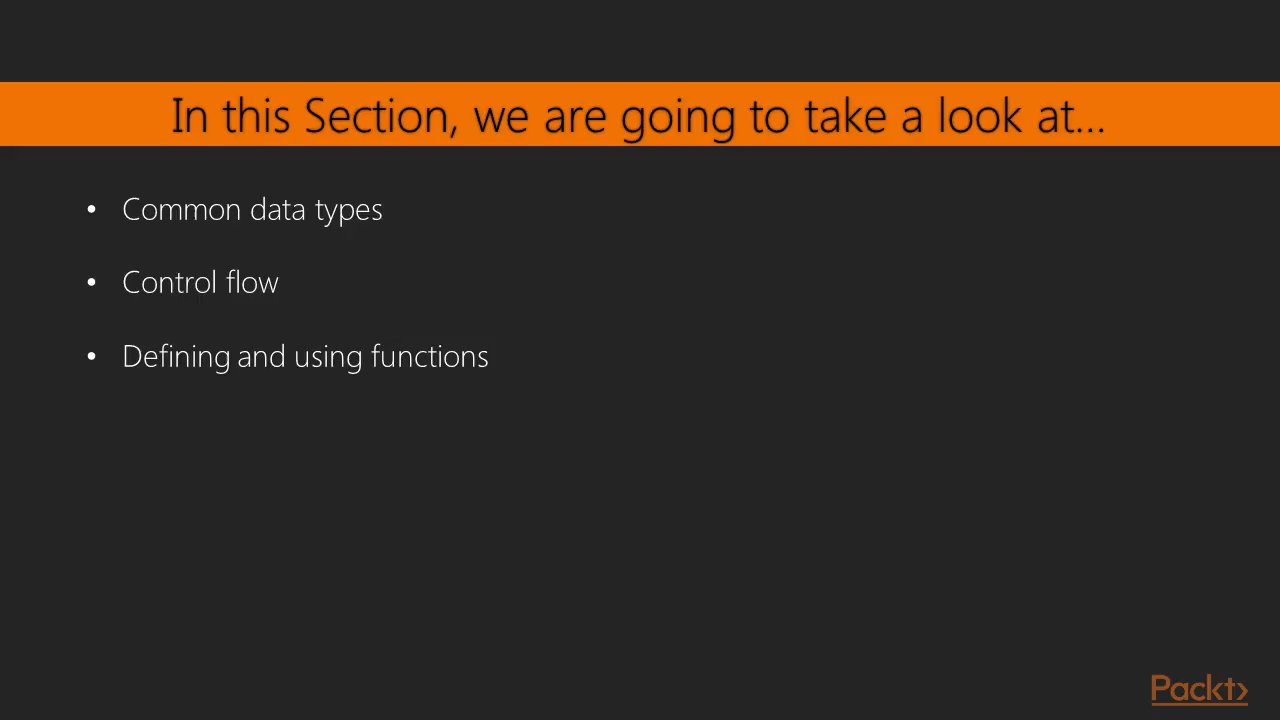 In this Section, we are going to take a look at...
• Common data types
• Control flow
• Defining and using functions
Packt>